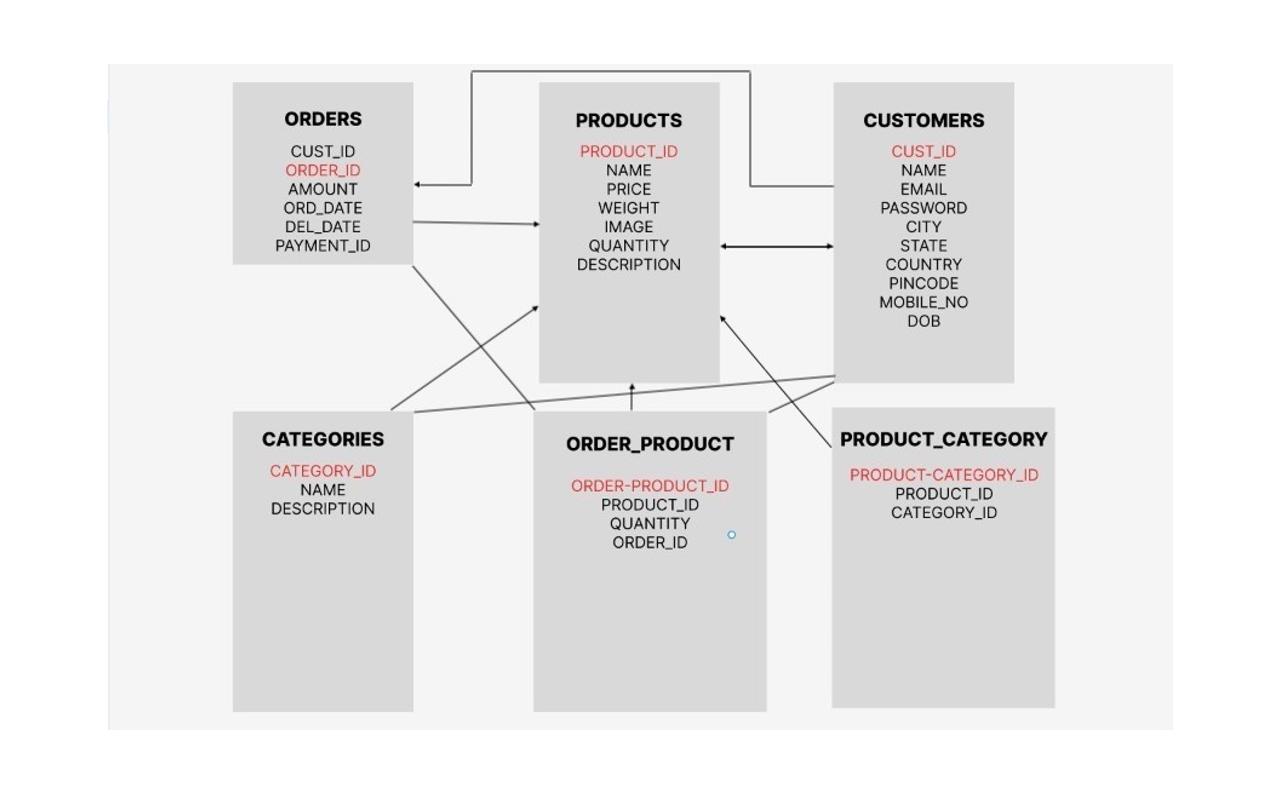 ORDERS
CUST_ID
ORDER_ID
AMOUNT
ORD_DATE
DEL_DATE
PAYMENT_ID
PRODUCTS
PRODUCT_ID
NAME
PRICE
WEIGHT
IMAGE
QUANTITY
DESCRIPTION
CUSTOMERS
CUST_ID
NAME
EMAIL
PASSWORD
CITY
STATE
COUNTRY
PINCODE
MOBILE_NO
DOB
CATEGORIES
CATEGORY_ID
NAME
DESCRIPTION
ORDER_PRODUCT
ORDER-PRODUCT_ID
PRODUCT_ID
QUANTITY
ORDER_ID
PRODUCT_CATEGORY
PRODUCT-CATEGORY_ID
PRODUCT_ID
CATEGORY_ID